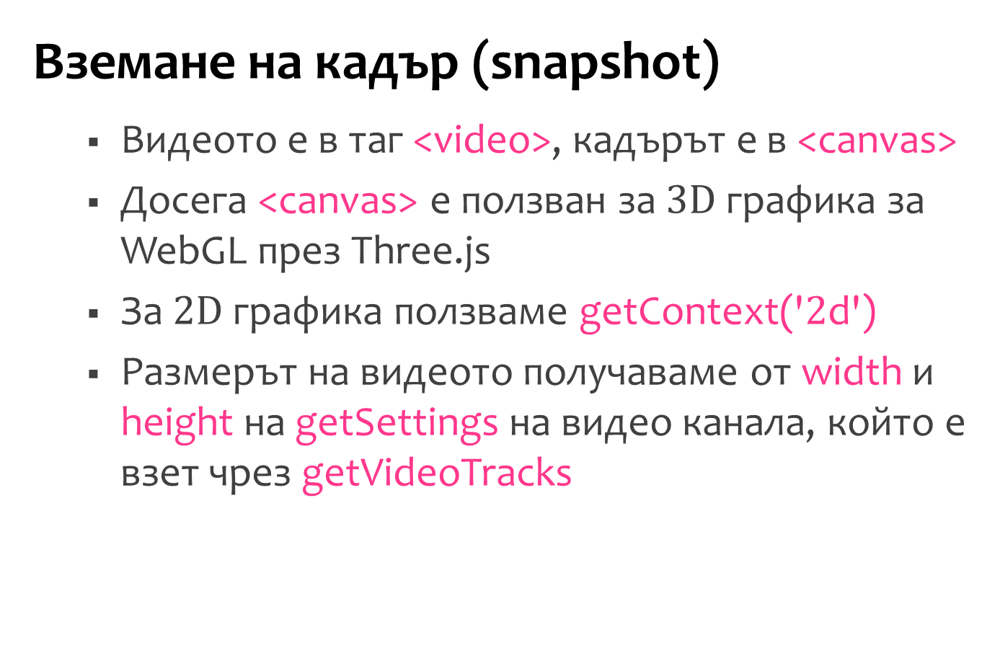 Вземане на кадър (snapshot)
▪ Видеото е в таг <video>, кадърът е в <canvas>
▪ Досега <canvas> е ползван за 3D графика за
WebGL през Three.js
▪ За 2D графика ползваме getContext('2d')
▪ Размерът на видеото получаваме от width и
height на getSettings на видео канала, който е
взет чрез getVideoTracks